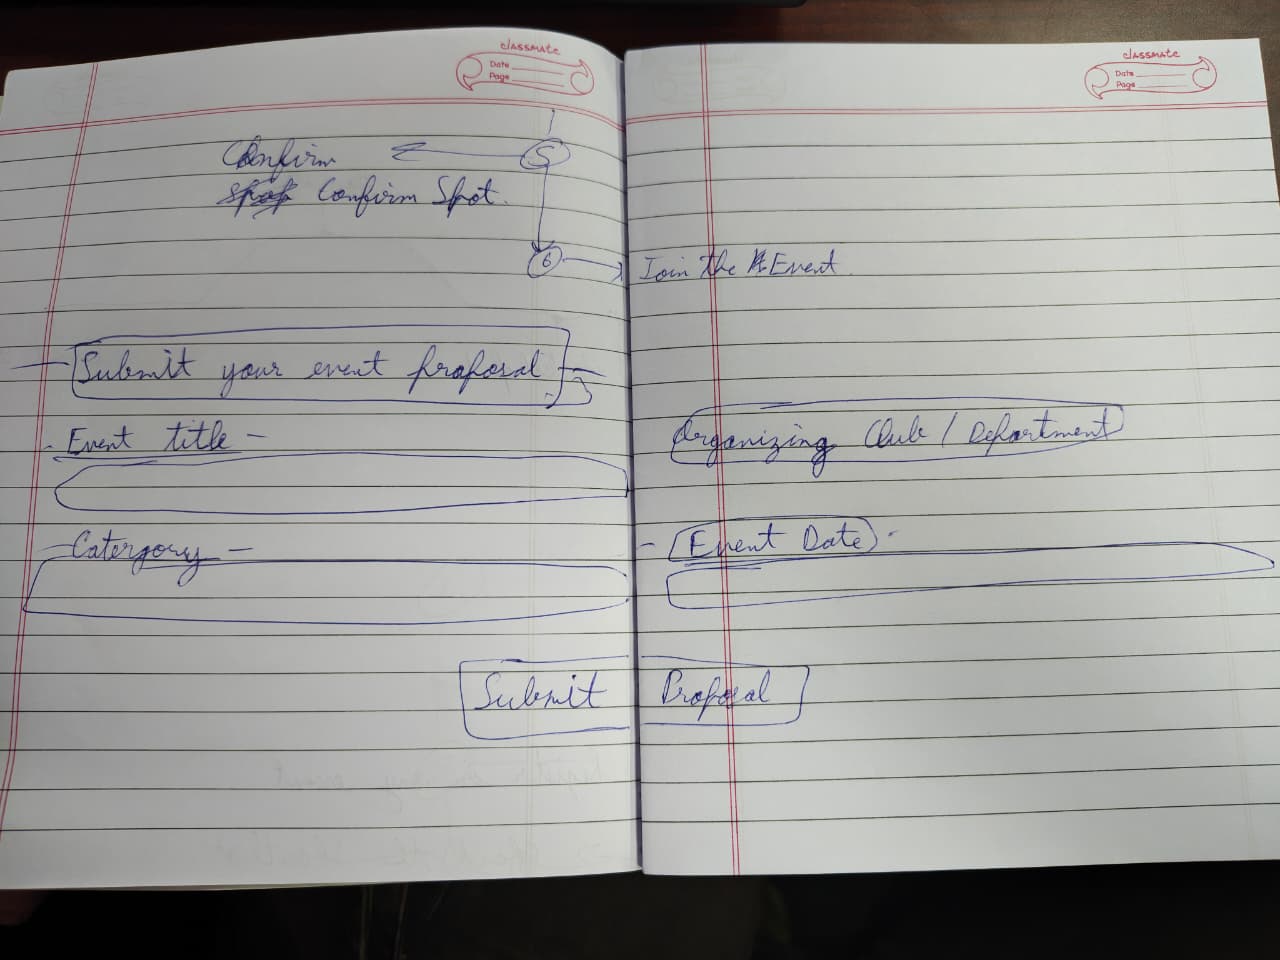 classmate
Date
Page
classmate
Date
Page
Confirm
5
Confirm Spot.
6
Join the Event.
Submit your event proposal
Event title -
Organizing Club / Department
Catergory -
- Event Date -
Submit Proposal